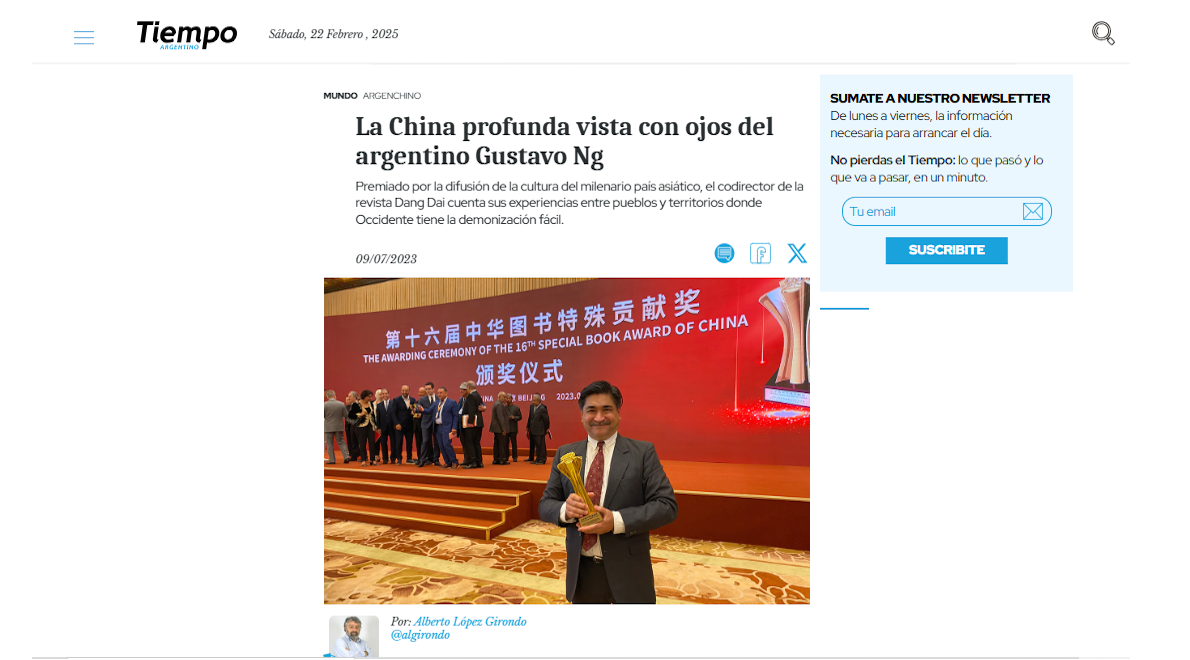 Tiempo
ARGENTINO
Sábado, 22 Febrero , 2025
MUNDO ARGENCHINO
La China profunda vista con ojos del
argentino Gustavo Ng
Premiado por la difusión de la cultura del milenario país asiático, el codirector de la
revista Dang Dai cuenta sus experiencias entre pueblos y territorios donde
Occidente tiene la demonización fácil.
09/07/2023
第十六届中华图书特殊贡献奖
THE AWARDING CEREMONY OF THE 16TH SPECIAL BOOK AWARD OF CHINA
颁奖仪式
BEIJING 2023.0
Por: Alberto López Girondo
@algirondo
SUMATE A NUESTRO NEWSLETTER
De lunes a viernes, la información
necesaria para arrancar el día.
No pierdas el Tiempo: lo que pasó y lo
que va a pasar, en un minuto.
Tu email
SUSCRIBITE